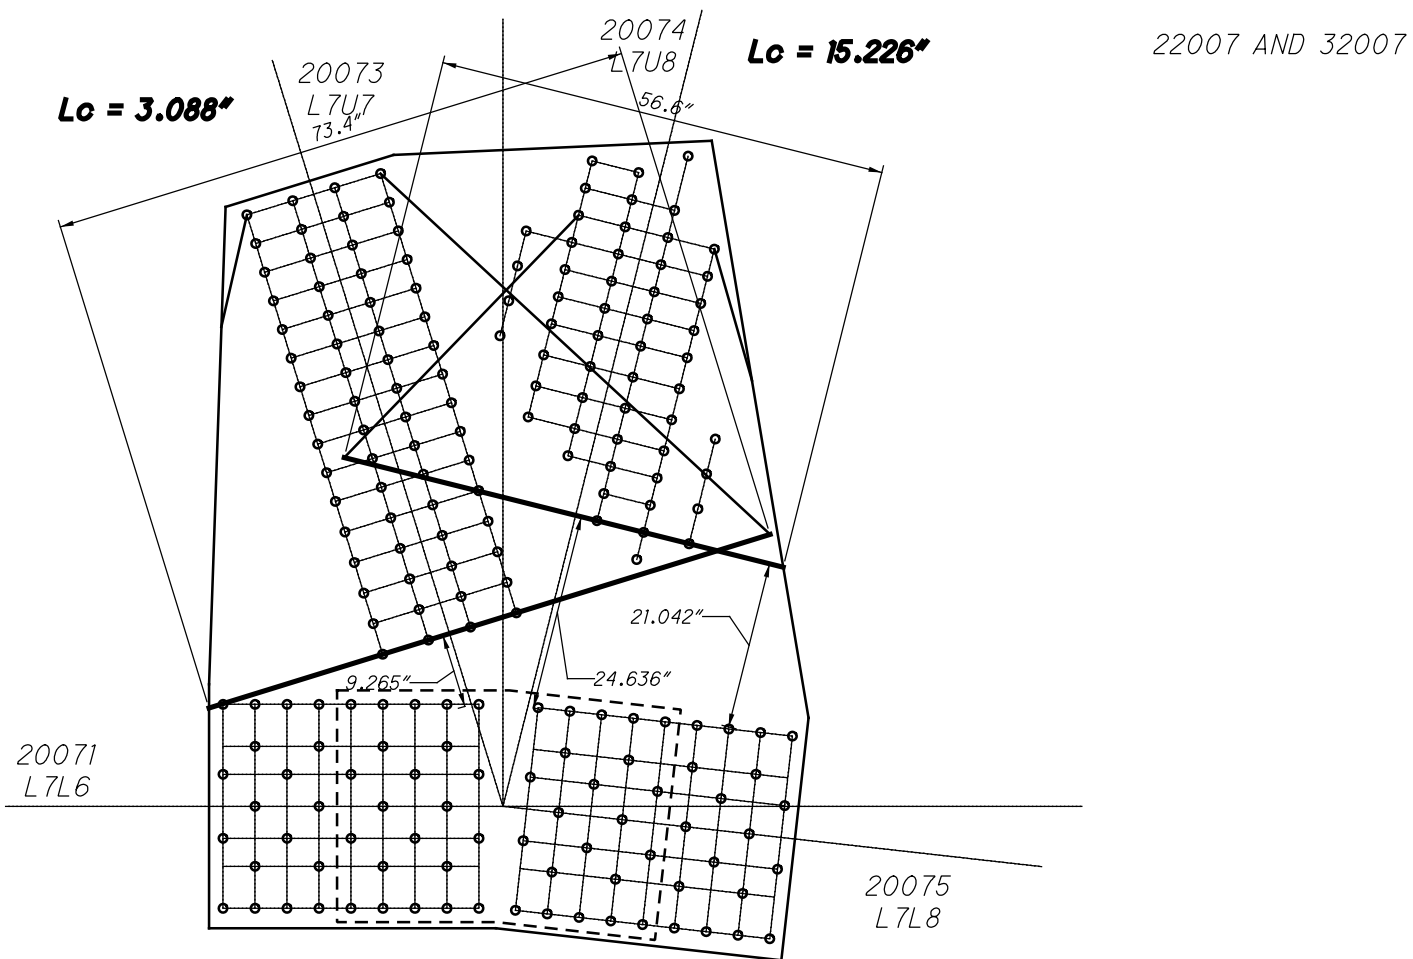 20074
L7U8
Lc = 15.226"
22007 AND 32007
20073
L7U7
73.4"
Lc = 3.088"
56.6"
21.042"
24.636"
9.265"
20071
L7L6
20075
L7L8